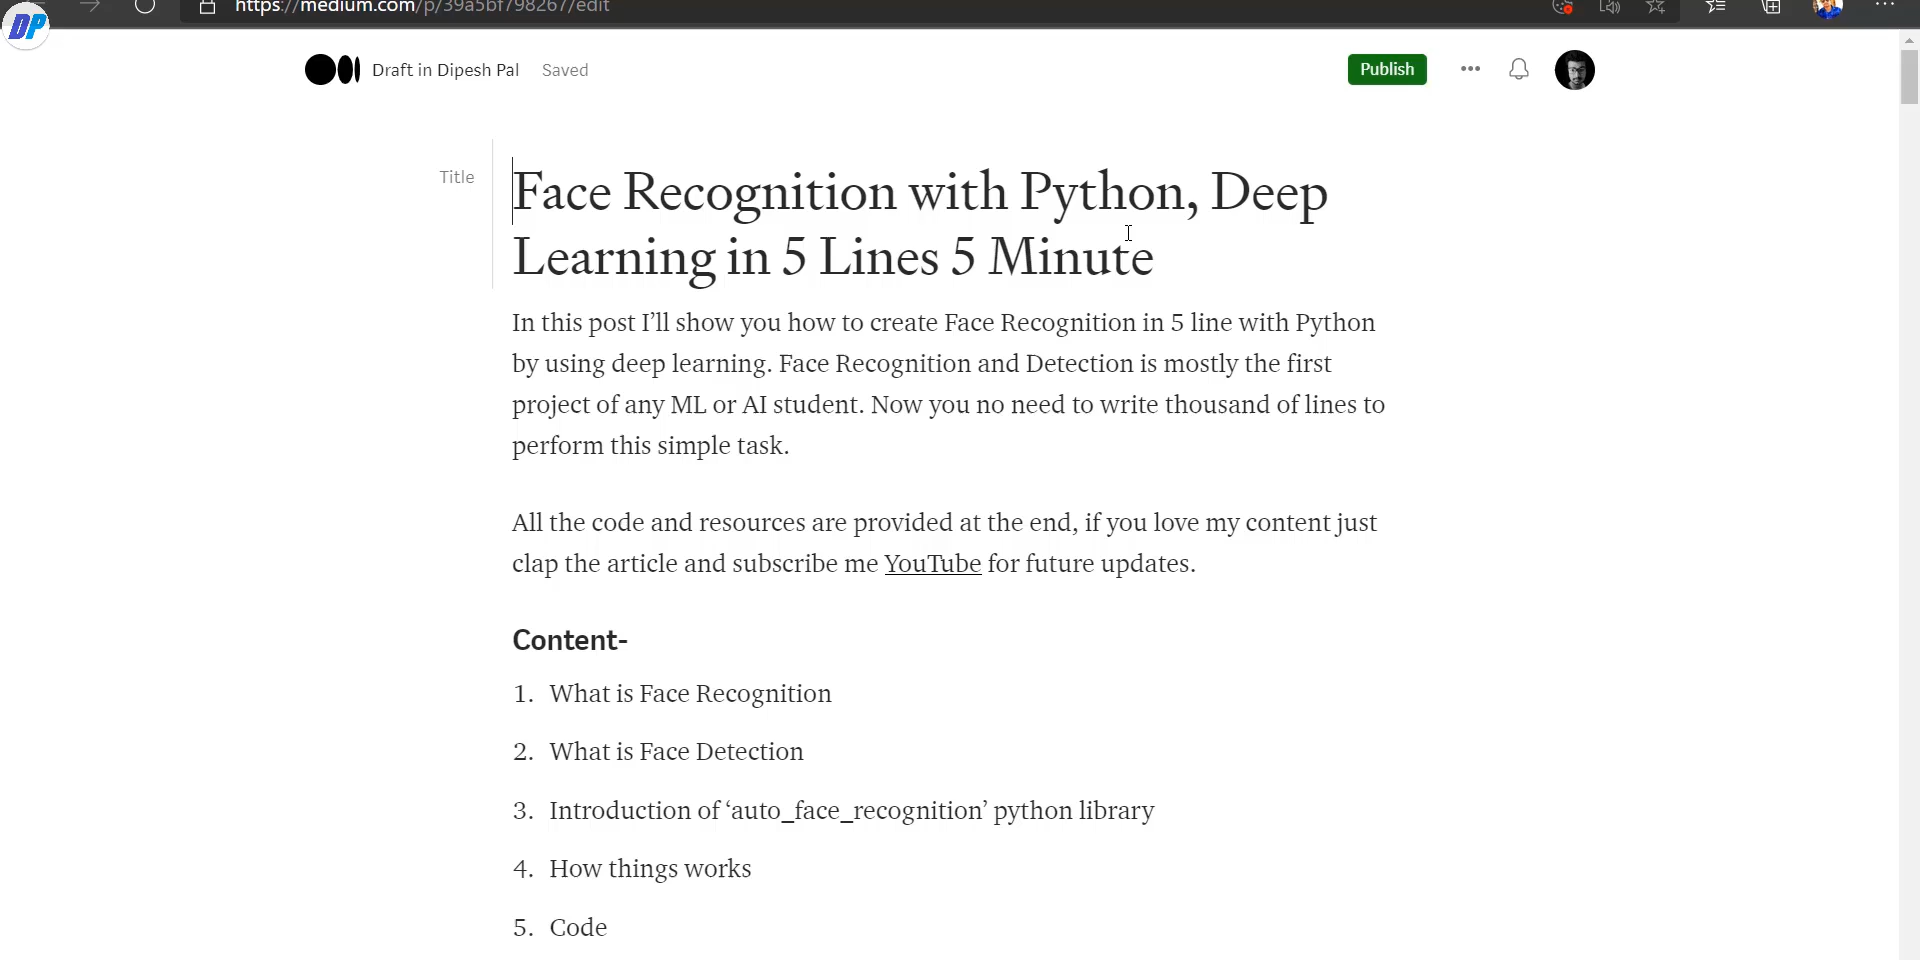 DP
https://medium.com/p/39a5bf798267/edit
Draft in Dipesh Pal Saved
Publish
Title
Face Recognition with Python, Deep
Learning in 5 Lines 5 Minute
In this post I’ll show you how to create Face Recognition in 5 line with Python
by using deep learning. Face Recognition and Detection is mostly the first
project of any ML or AI student. Now you no need to write thousand of lines to
perform this simple task.
All the code and resources are provided at the end, if you love my content just
clap the article and subscribe me YouTube for future updates.
Content-
1. What is Face Recognition
2. What is Face Detection
3. Introduction of ‘auto_face_recognition’ python library
4. How things works
5. Code